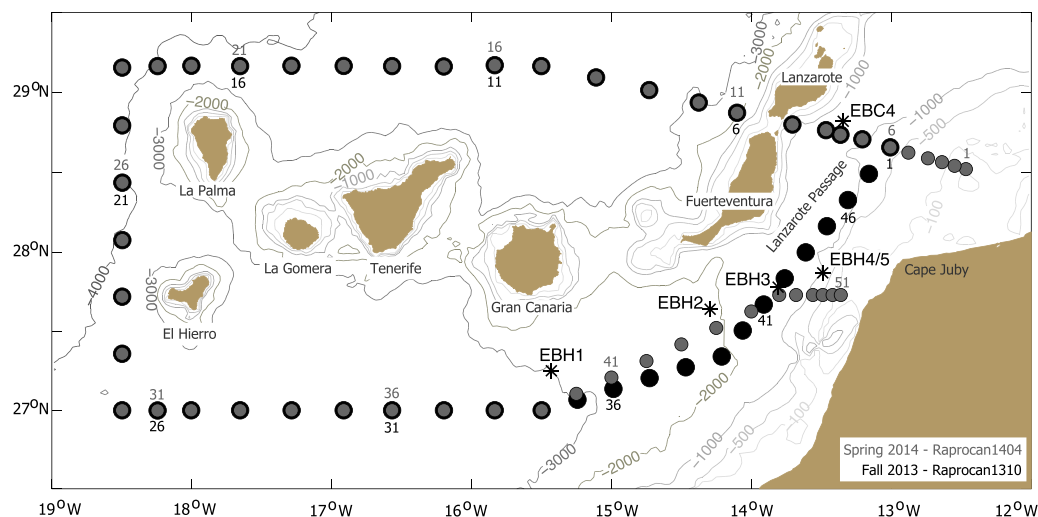 −3000
21
16
16
11
−2000
Lanzarote
−1000
29°N
−2000
−3000
11
6
EBC4
−1000
−500
6
1
1
La Palma
26
21
−2000
−1000
Fuerteventura
Lanzarote Passage
46
−100
28°N
−4000
La Gomera
Tenerife
−3000
EBH4/5
Cape Juby
EBH3
51
Gran Canaria
EBH2
El Hierro
41
EBH1
41
36
−2000
31
26
36
31
27°N
−100
−500
−1000
−3000
−2000
Spring 2014 - Raprocan1404
Fall 2013 - Raprocan1310
19°W
18°W
17°W
16°W
15°W
14°W
13°W
12°W